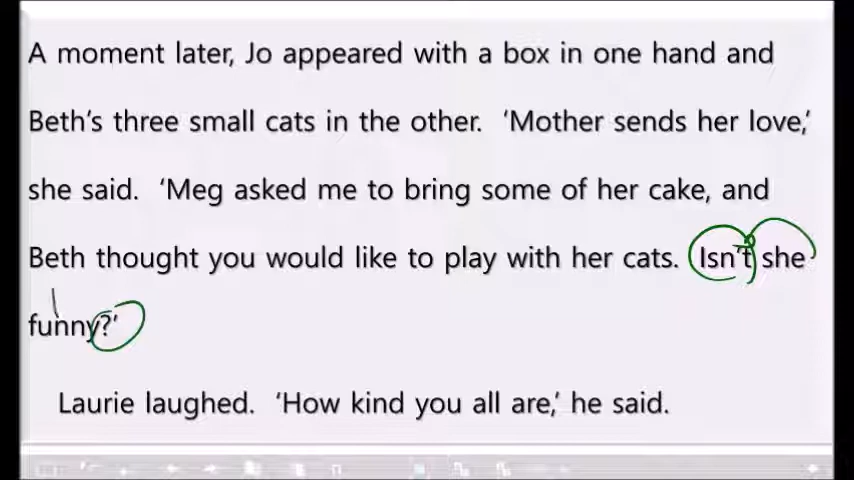 A moment later, Jo appeared with a box in one hand and
Beth's three small cats in the other. 'Mother sends her love,'
she said. 'Meg asked me to bring some of her cake, and
Beth thought you would like to play with her cats. Isn't she
funny?'
Laurie laughed. 'How kind you all are,' he said.